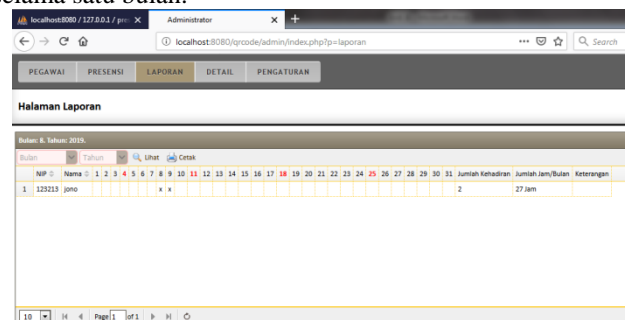 selama satu bulan.
localhost:8080 / 127.0.0.1 / pre
Administrator
localhost:8080/qrcode/admin/index.php?p=laporan
Search
PEGAWAI PRESENSI LAPORAN DETAIL PENGATURAN
Halaman Laporan
Bulan: 8. Tahun: 2019.
Bulan Tahun Lihat Cetak
NIP Nama 1 2 3 4 5 6 7 8 9 10 11 12 13 14 15 16 17 18 19 20 21 22 23 24 25 26 27 28 29 30 31 Jumlah Kehadiran Jumlah Jam/Bulan Keterangan
1 123213 jono x x 2 27 Jam
10 Page 1 of 1